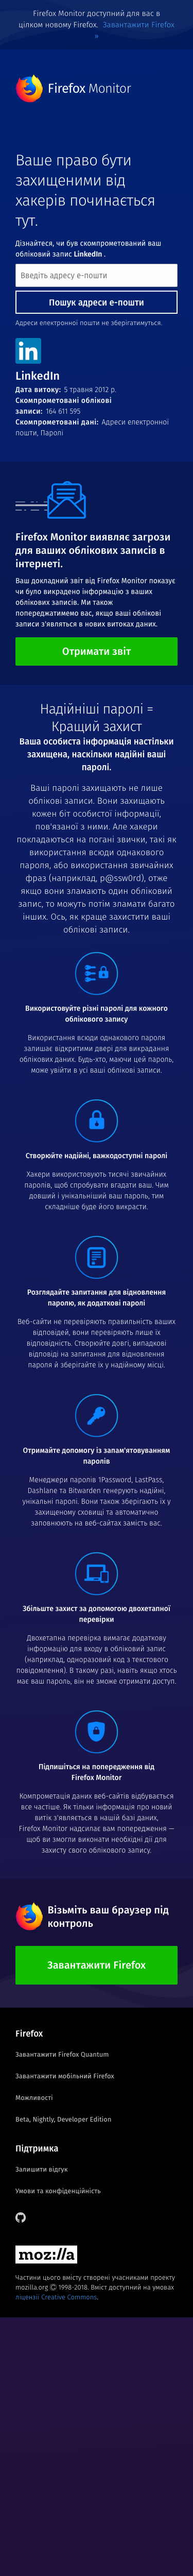 Firefox Monitor доступний для вас в
цілком новому Firefox. Завантажити Firefox
»
Firefox Monitor
Ваше право бути
захищеними від
хакерів починається
тут.
Дізнайтеся, чи був скомпрометований ваш
обліковий запис LinkedIn .
Введіть адресу е-пошти
Пошук адреси е-пошти
Адреси електронної пошти не зберігатимуться.
in
LinkedIn
Дата витоку: 5 травня 2012 р.
Скомпрометовані облікові
записи: 164 611 595
Скомпрометовані дані: Адреси електронної
пошти, Паролі
Firefox Monitor виявляє загрози
для ваших облікових записів в
інтернеті.
Ваш докладний звіт від Firefox Monitor показує
чи було викрадено інформацію з ваших
облікових записів. Ми також
попереджатимемо вас, якщо ваші облікові
записи з'являться в нових витоках даних.
Отримати звіт
Надійніші паролі =
Кращий захист
Ваша особиста інформація настільки
захищена, наскільки надійні ваші
паролі.
Ваші паролі захищають не лише
облікові записи. Вони захищають
кожен біт особистої інформації,
пов'язаної з ними. Але хакери
покладаються на погані звички, такі як
використання всюди однакового
пароля, або використання звичайних
фраз (наприклад, p@ssw0rd), отже
якщо вони зламають один обліковий
запис, то можуть потім зламати багато
інших. Ось, як краще захистити ваші
облікові записи.
Використовуйте різні паролі для кожного
облікового запису
Використання всюди однакового пароля
залишає відкритими двері для викрадання
облікових даних. Будь-хто, маючи цей пароль,
може увійти в усі ваші облікові записи.
Створюйте надійні, важкодоступні паролі
Хакери використовують тисячі звичайних
паролів, щоб спробувати вгадати ваш. Чим
довший і унікальніший ваш пароль, тим
складніше буде його викрасти.
Розглядайте запитання для відновлення
паролю, як додаткові паролі
Веб-сайти не перевіряють правильність ваших
відповідей, вони перевіряють лише їх
відповідність. Створюйте довгі, випадкові
відповіді на запитання для відновлення
пароля й зберігайте їх у надійному місці.
Отримайте допомогу із запам'ятовуванням
паролів
Менеджери паролів 1Password, LastPass,
Dashlane та Bitwarden генерують надійні,
унікальні паролі. Вони також зберігають їх у
захищеному сховищі та автоматично
заповнюють на веб-сайтах замість вас.
Збільште захист за допомогою двохетапної
перевірки
Двоетапна перевірка вимагає додаткову
інформацію для входу в обліковий запис
(наприклад, одноразовий код з текстового
повідомлення). В такому разі, навіть якщо хтось
має ваш пароль, він не зможе отримати доступ.
Підпишіться на попередження від
Firefox Monitor
Компрометація даних веб-сайтів відбувається
все частіше. Як тільки інформація про новий
витік з'являється в нашій базі даних,
Firefox Monitor надсилає вам попередження —
щоб ви змогли виконати необхідні дії для
захисту свого облікового запису.
Візьміть ваш браузер під
контроль
Завантажити Firefox
Firefox
Завантажити Firefox Quantum
Завантажити мобільний Firefox
Можливості
Beta, Nightly, Developer Edition
Підтримка
Залишити відгук
Умови та конфіденційність
moz://a
Частини цього вмісту створені учасниками проекту
mozilla.org © 1998-2018. Вміст доступний на умовах
ліцензії Creative Commons.